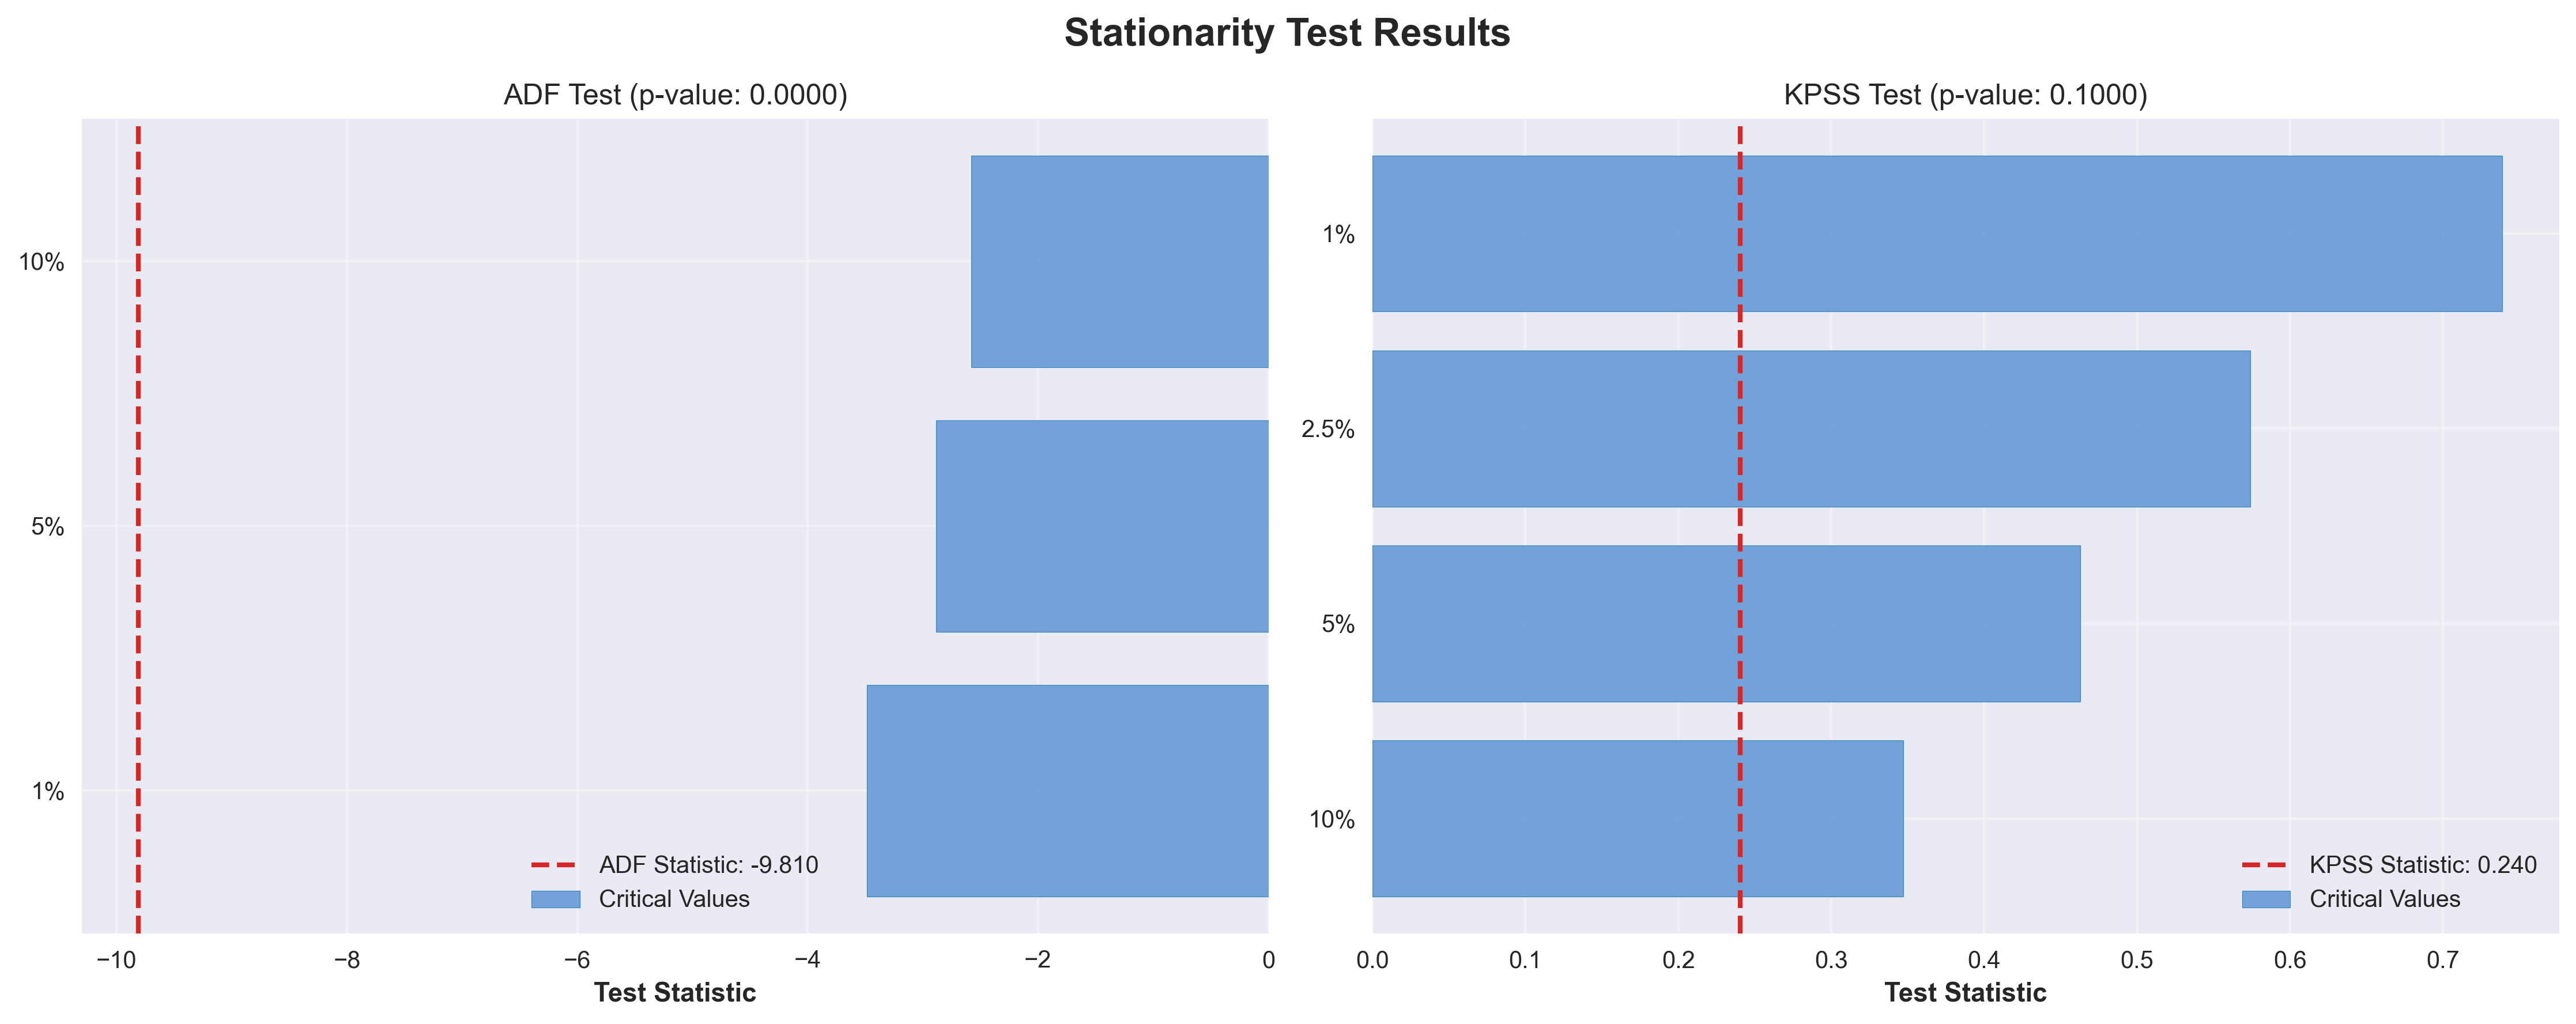 Stationarity Test Results
ADF Test (p-value: 0.0000)
10%
5%
1%
ADF Statistic: -9.810
Critical Values
−10
−8
−6
−4
−2
0
Test Statistic
KPSS Test (p-value: 0.1000)
1%
2.5%
5%
10%
KPSS Statistic: 0.240
Critical Values
0.0
0.1
0.2
0.3
0.4
0.5
0.6
0.7
Test Statistic